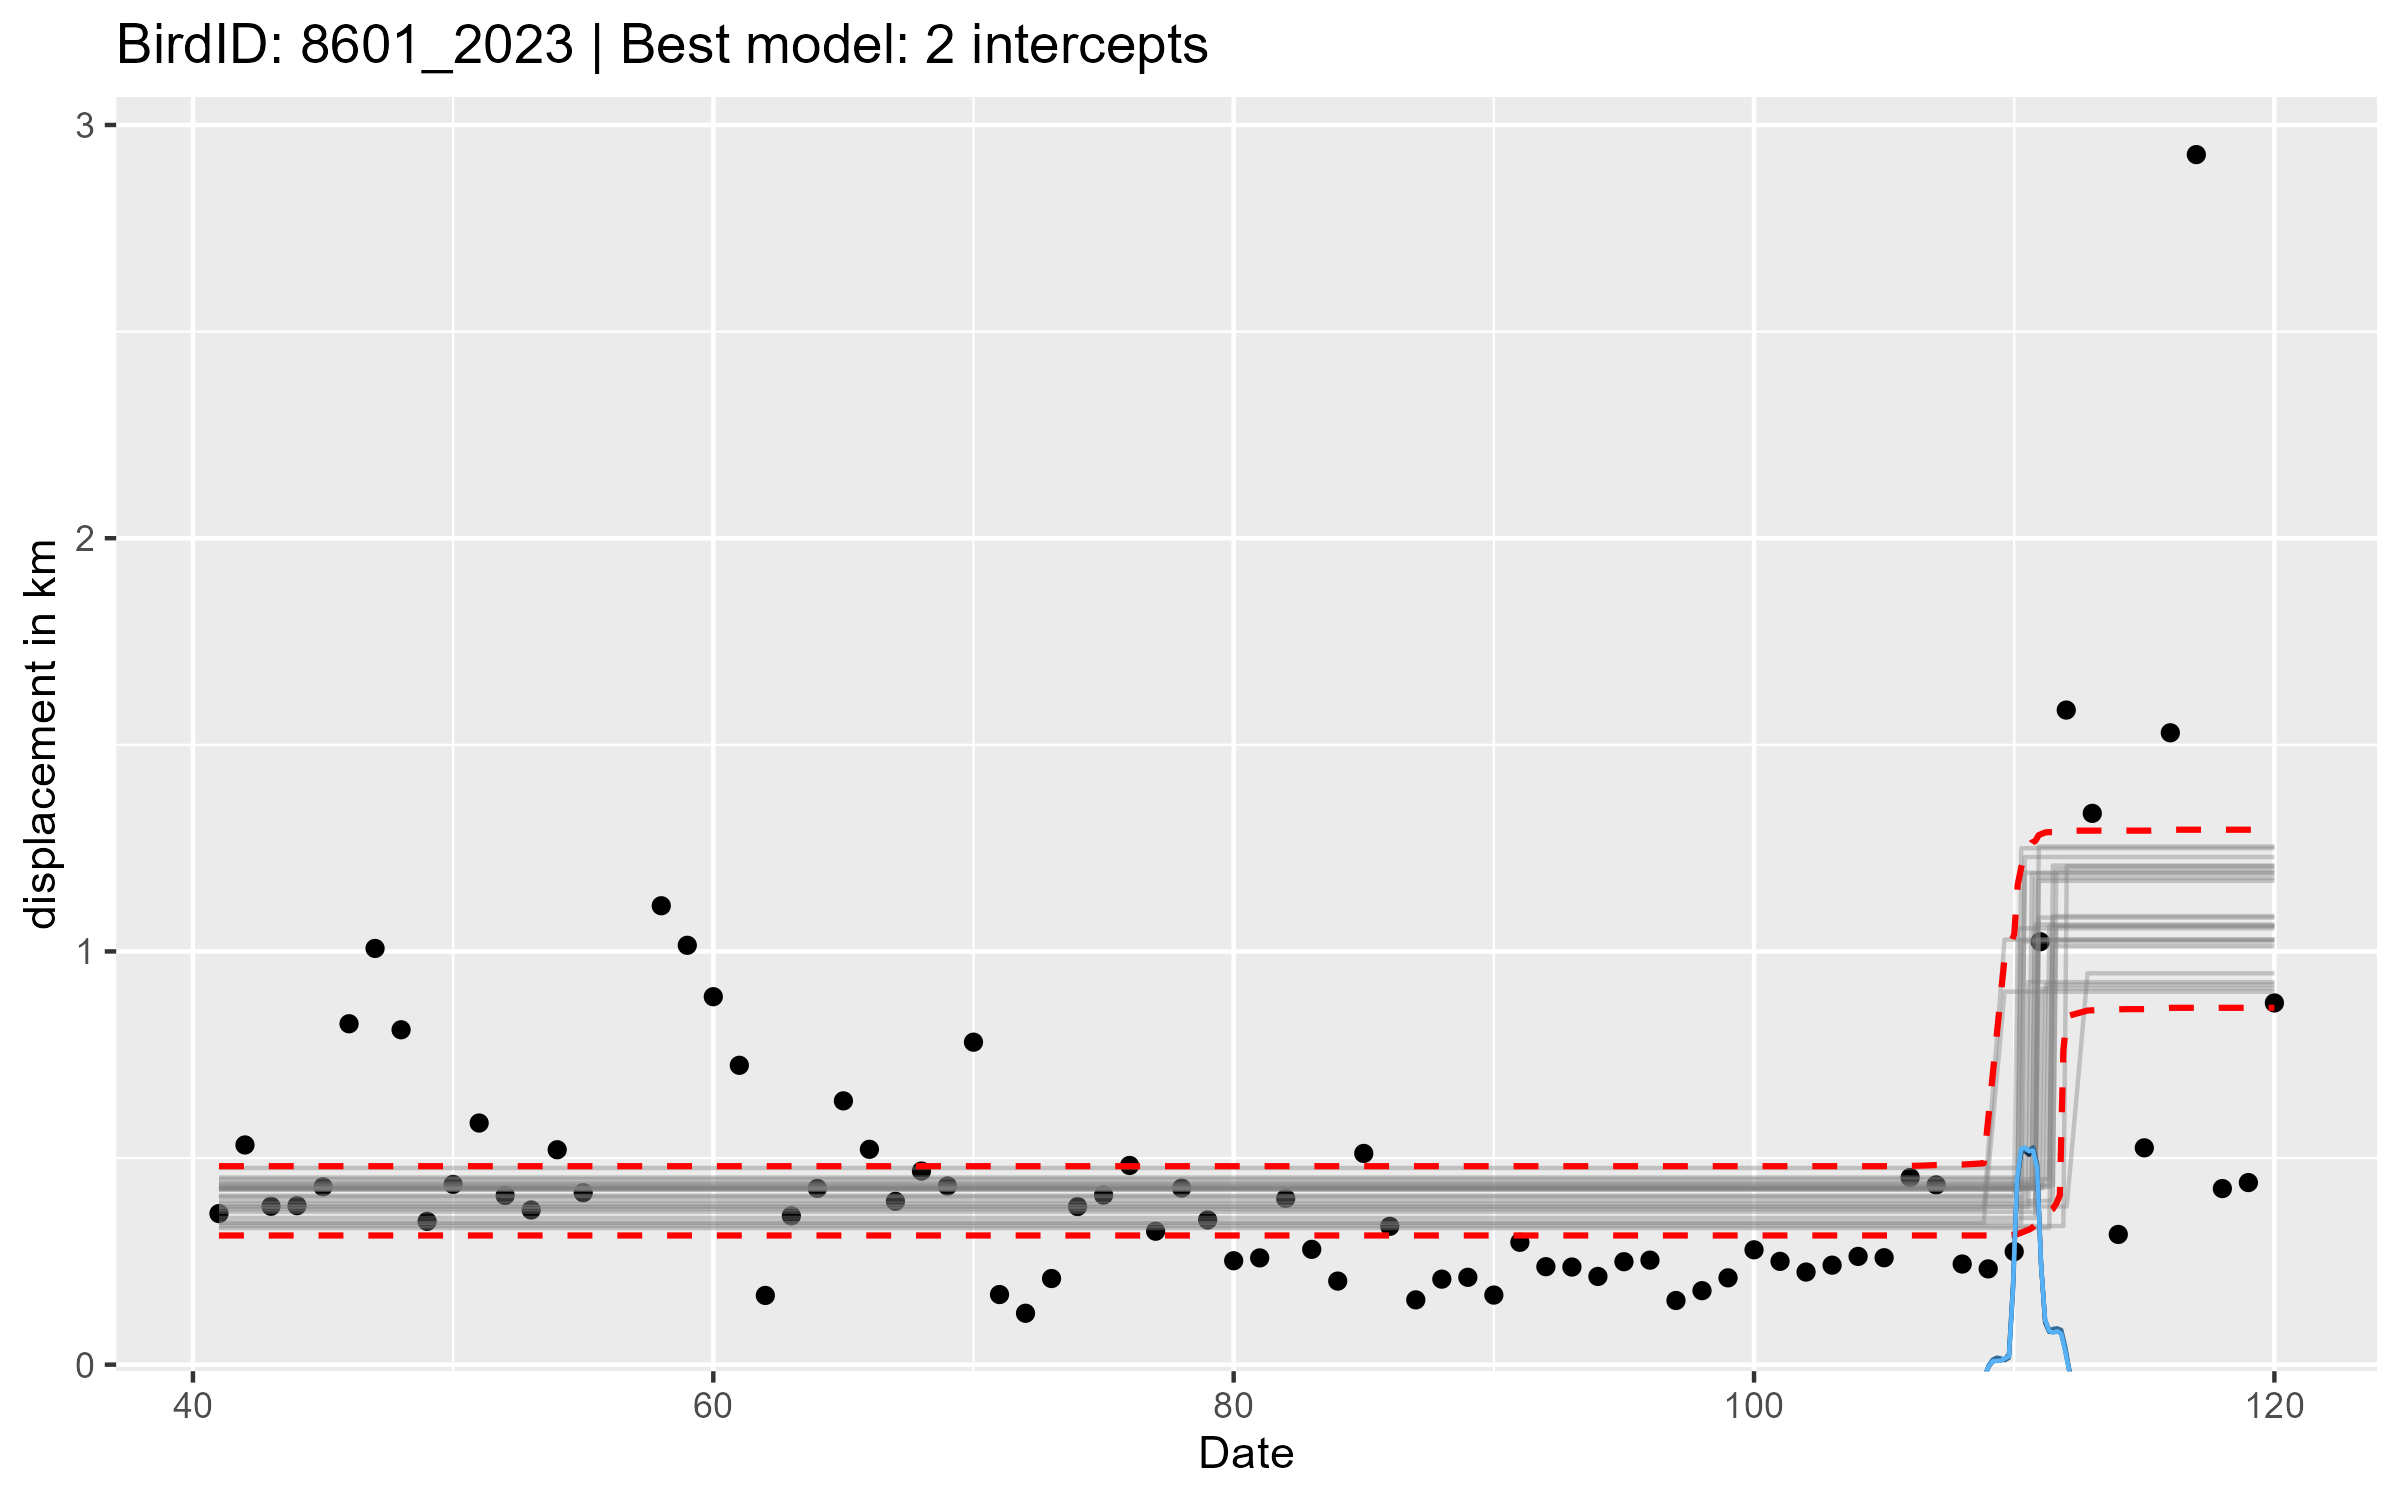 BirdID: 8601_2023 | Best model: 2 intercepts
3
2
1
0
displacement in km
40 60 80 100 120
Date